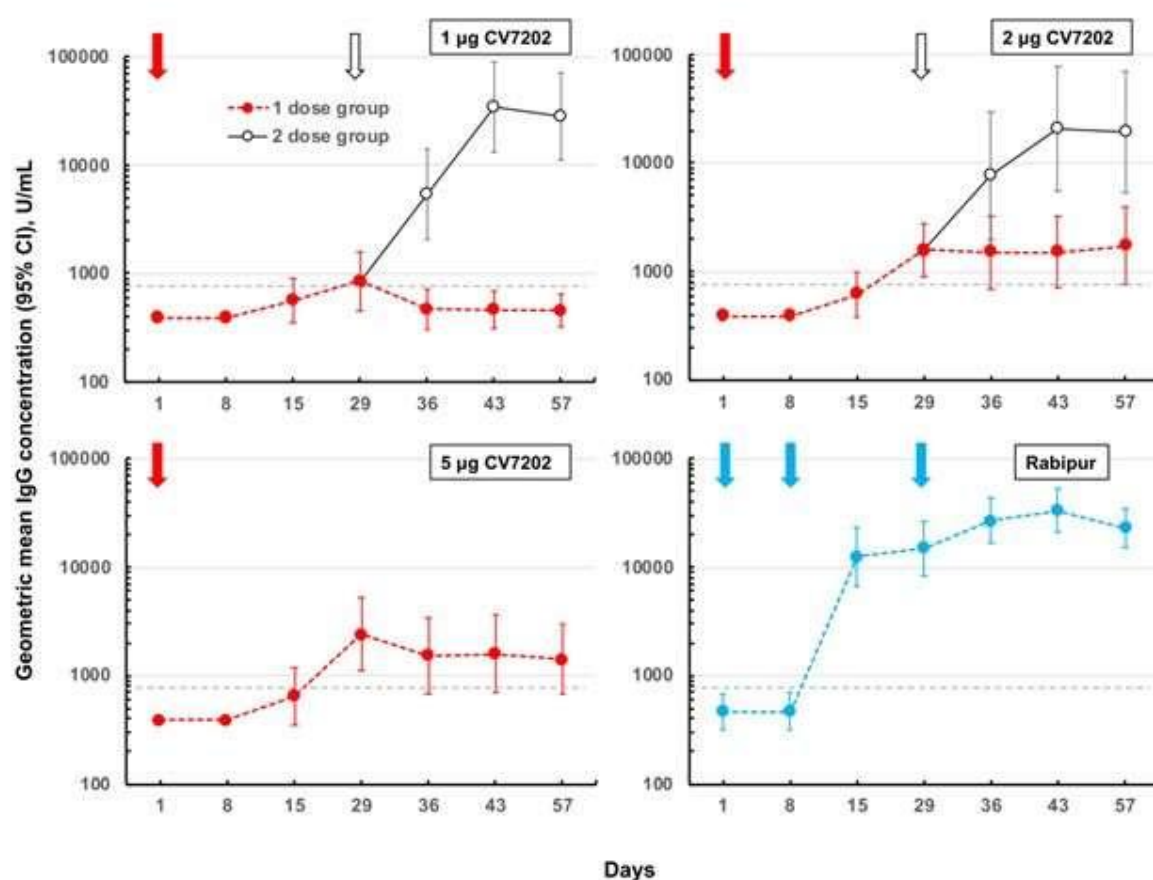 Geometric mean IgG concentration (95% CI), U/mL
1 µg CV7202
100000
10000
1000
100
1 dose group
2 dose group
1 8 15 29 36 43 57
2 µg CV7202
100000
10000
1000
100
1 8 15 29 36 43 57
5 µg CV7202
100000
10000
1000
100
1 8 15 29 36 43 57
Rabipur
100000
10000
1000
100
1 8 15 29 36 43 57
Days